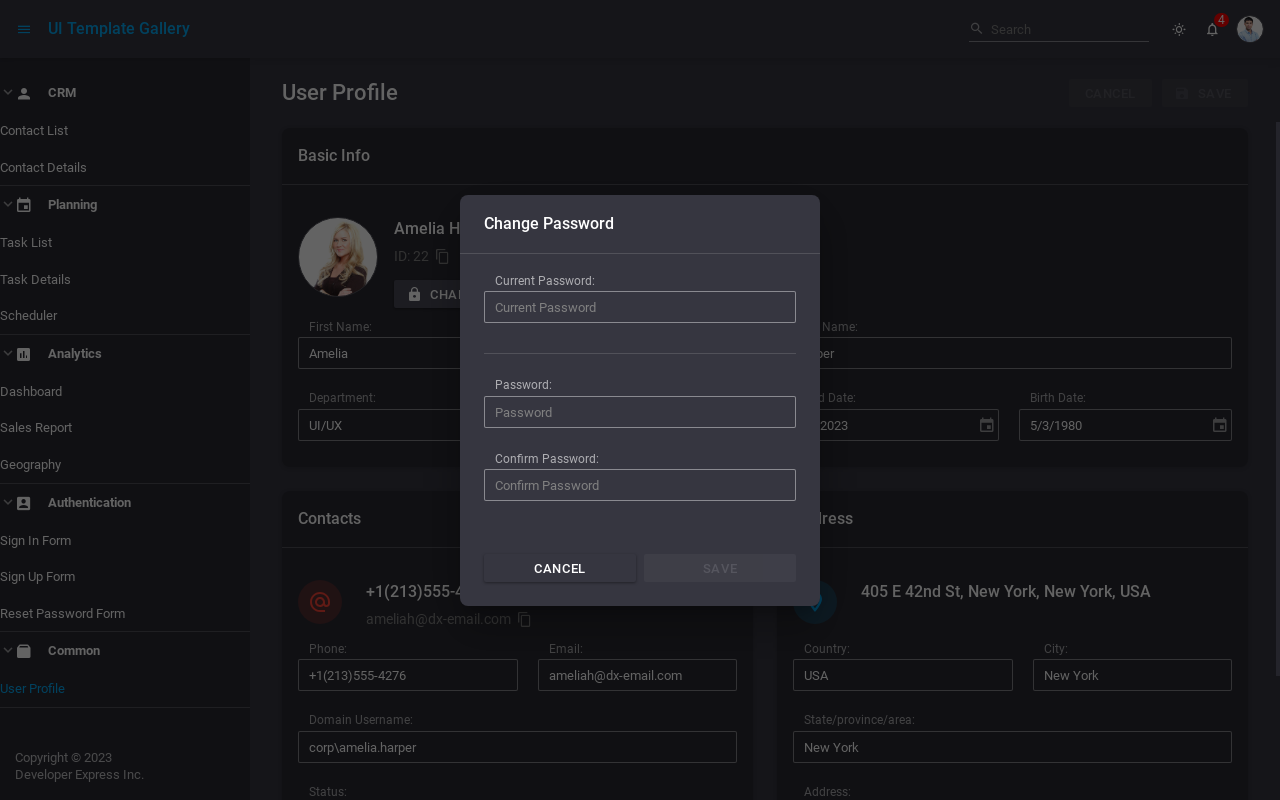 UI Template Gallery
Search
4
CRM
Contact List
Contact Details
Planning
Task List
Task Details
Scheduler
Analytics
Dashboard
Sales Report
Geography
Authentication
Sign In Form
Sign Up Form
Reset Password Form
Common
User Profile
Copyright © 2023
Developer Express Inc.
User Profile
CANCEL
SAVE
Basic Info
Amelia H
ID: 22
CHA
First Name:
Amelia
Name:
per
Department:
UI/UX
d Date:
2023
Birth Date:
5/3/1980
Change Password
Current Password:
Current Password
Password:
Password
Confirm Password:
Confirm Password
CANCEL
SAVE
Contacts
+1(213)555-4
ameliah@dx-email.com
Phone:
+1(213)555-4276
Email:
ameliah@dx-email.com
Domain Username:
corp\amelia.harper
Status:
dress
405 E 42nd St, New York, New York, USA
Country:
USA
City:
New York
State/province/area:
New York
Address: